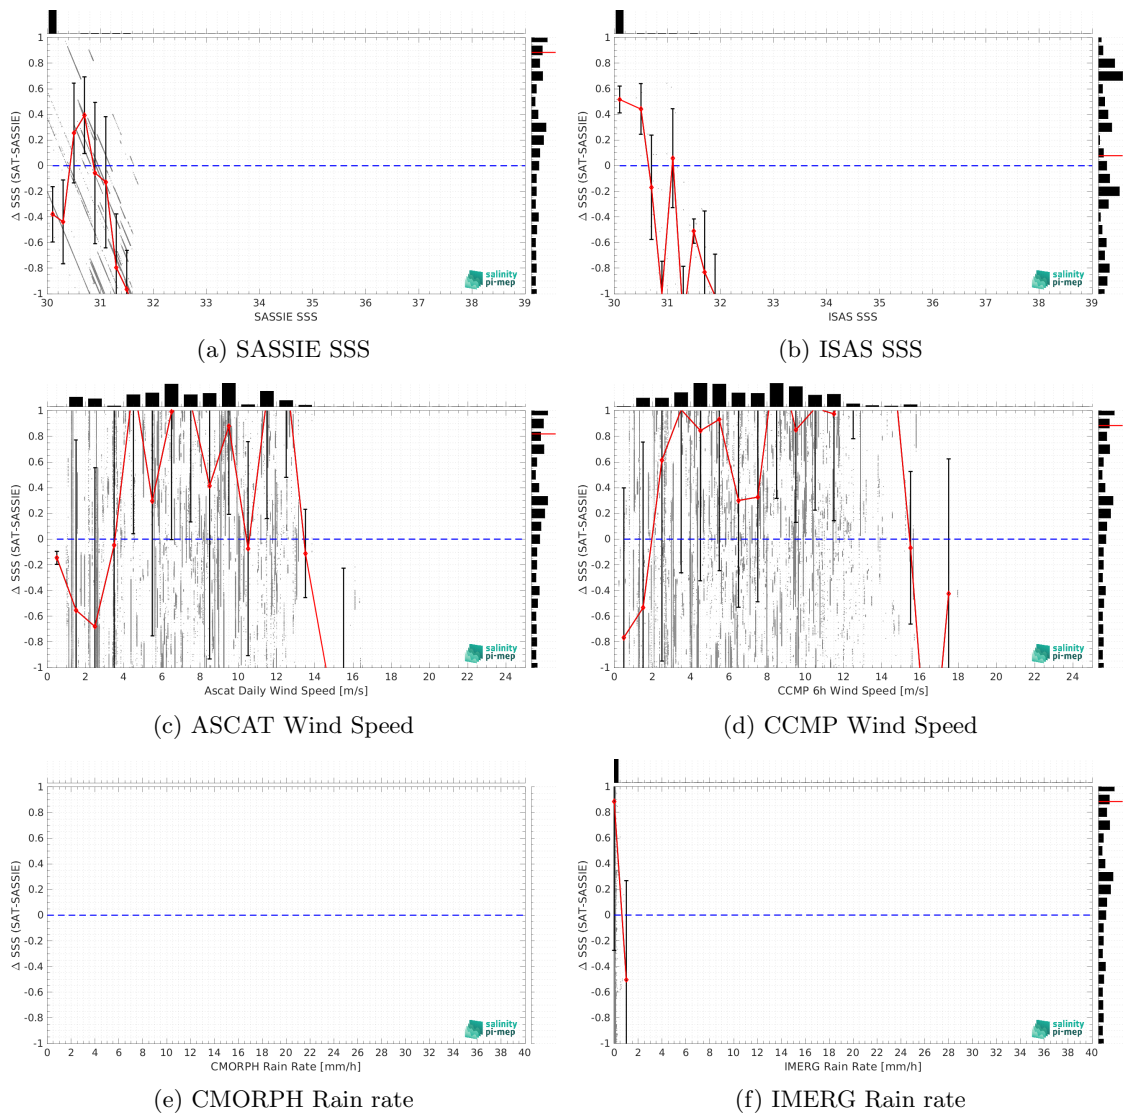 1
0.8
0.6
0.4
0.2
0
-0.2
-0.4
-0.6
-0.8
-1
Δ SSS (SAT-SASSIE)
salinity
pi-mep
30 31 32 33 34 35 36 37 38 39
SASSIE SSS
(a) SASSIE SSS
1
0.8
0.6
0.4
0.2
0
-0.2
-0.4
-0.6
-0.8
-1
Δ SSS (SAT-SASSIE)
salinity
pi-mep
30 31 32 33 34 35 36 37 38 39
ISAS SSS
(b) ISAS SSS
1
0.8
0.6
0.4
0.2
0
-0.2
-0.4
-0.6
-0.8
-1
Δ SSS (SAT-SASSIE)
salinity
pi-mep
0 2 4 6 8 10 12 14 16 18 20 22 24
Ascat Daily Wind Speed [m/s]
(c) ASCAT Wind Speed
1
0.8
0.6
0.4
0.2
0
-0.2
-0.4
-0.6
-0.8
-1
Δ SSS (SAT-SASSIE)
salinity
pi-mep
0 2 4 6 8 10 12 14 16 18 20 22 24
CCMP 6h Wind Speed [m/s]
(d) CCMP Wind Speed
1
0.8
0.6
0.4
0.2
0
-0.2
-0.4
-0.6
-0.8
-1
Δ SSS (SAT-SASSIE)
salinity
pi-mep
0 2 4 6 8 10 12 14 16 18 20 22 24 26 28 30 32 34 36 38 40
CMORPH Rain Rate [mm/h]
(e) CMORPH Rain rate
1
0.8
0.6
0.4
0.2
0
-0.2
-0.4
-0.6
-0.8
-1
Δ SSS (SAT-SASSIE)
salinity
pi-mep
0 2 4 6 8 10 12 14 16 18 20 22 24 26 28 30 32 34 36 38 40
IMERG Rain Rate [mm/h]
(f) IMERG Rain rate